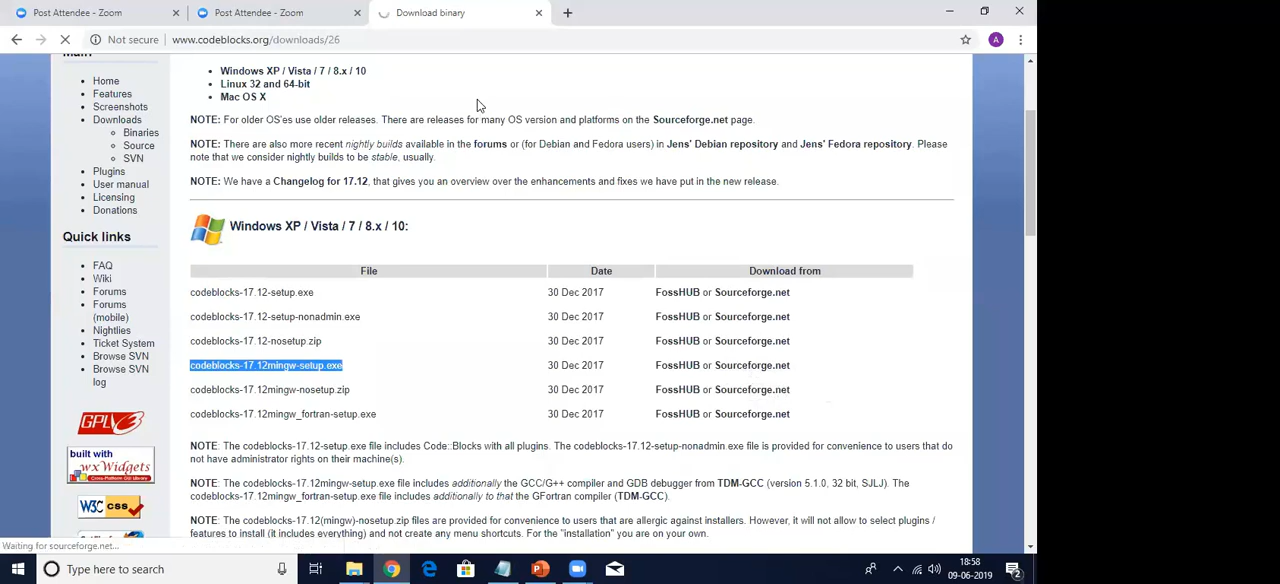 Post Attendee - Zoom
Post Attendee - Zoom
Download binary
Not secure
www.codeblocks.org/downloads/26
A
Home
Features
Screenshots
Downloads
Binaries
Source
SVN
Plugins
User manual
Licensing
Donations
Quick links
FAQ
Wiki
Forums
Forums
(mobile)
Nightlies
Ticket System
Browse SVN
Browse SVN
log
GPLv3
built with
wxWidgets
Cross-Platform GUI Library
W3C css
Windows XP / Vista / 7 / 8.x / 10
Linux 32 and 64-bit
Mac OS X
NOTE: For older OS'es use older releases. There are releases for many OS version and platforms on the Sourceforge.net page.
NOTE: There are also more recent nightly builds available in the forums or (for Debian and Fedora users) in Jens' Debian repository and Jens' Fedora repository. Please
note that we consider nightly builds to be stable, usually.
NOTE: We have a Changelog for 17.12, that gives you an overview over the enhancements and fixes we have put in the new release.
Windows XP / Vista / 7 / 8.x / 10:
File Date Download from
codeblocks-17.12-setup.exe 30 Dec 2017 FossHUB or Sourceforge.net
codeblocks-17.12-setup-nonadmin.exe 30 Dec 2017 FossHUB or Sourceforge.net
codeblocks-17.12-nosetup.zip 30 Dec 2017 FossHUB or Sourceforge.net
codeblocks-17.12mingw-setup.exe 30 Dec 2017 FossHUB or Sourceforge.net
codeblocks-17.12mingw-nosetup.zip 30 Dec 2017 FossHUB or Sourceforge.net
codeblocks-17.12mingw_fortran-setup.exe 30 Dec 2017 FossHUB or Sourceforge.net
NOTE: The codeblocks-17.12-setup.exe file includes Code::Blocks with all plugins. The codeblocks-17.12-setup-nonadmin.exe file is provided for convenience to users that do
not have administrator rights on their machine(s).
NOTE: The codeblocks-17.12mingw-setup.exe file includes additionally the GCC/G++ compiler and GDB debugger from TDM-GCC (version 5.1.0, 32 bit, SJLJ). The
codeblocks-17.12mingw_fortran-setup.exe file includes additionally to that the GFortran compiler (TDM-GCC).
NOTE: The codeblocks-17.12(mingw)-nosetup.zip files are provided for convenience to users that are allergic against installers. However, it will not allow to select plugins /
features to install (it includes everything) and not create any menu shortcuts. For the "installation" you are on your own.
Waiting for sourceforge.net...
Type here to search
18:58
09-06-2019
2